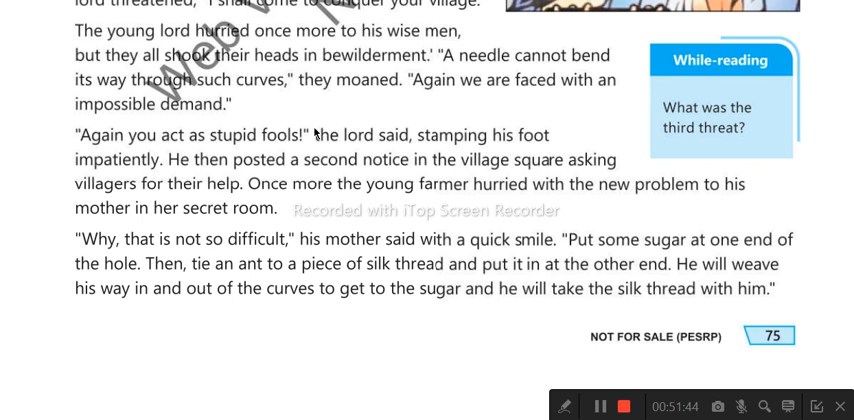 lord threatened, "I shall come to conquer your village."
The young lord hurried once more to his wise men,
but they all shook their heads in bewilderment.' "A needle cannot bend
its way through such curves," they moaned. "Again we are faced with an
impossible demand."
"Again you act as stupid fools!" the lord said, stamping his foot
impatiently. He then posted a second notice in the village square asking
villagers for their help. Once more the young farmer hurried with the new problem to his
mother in her secret room.
"Why, that is not so difficult," his mother said with a quick smile. "Put some sugar at one end of
the hole. Then, tie an ant to a piece of silk thread and put it in at the other end. He will weave
his way in and out of the curves to get to the sugar and he will take the silk thread with him."
While-reading
What was the
third threat?
Recorded with iTop Screen Recorder
Web
NOT FOR SALE (PESRP)
75
00:51:44